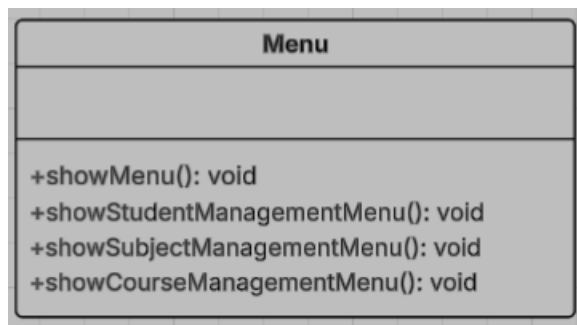 Menu
+showMenu(): void
+showStudentManagementMenu(): void
+showSubjectManagementMenu(): void
+showCourseManagementMenu(): void